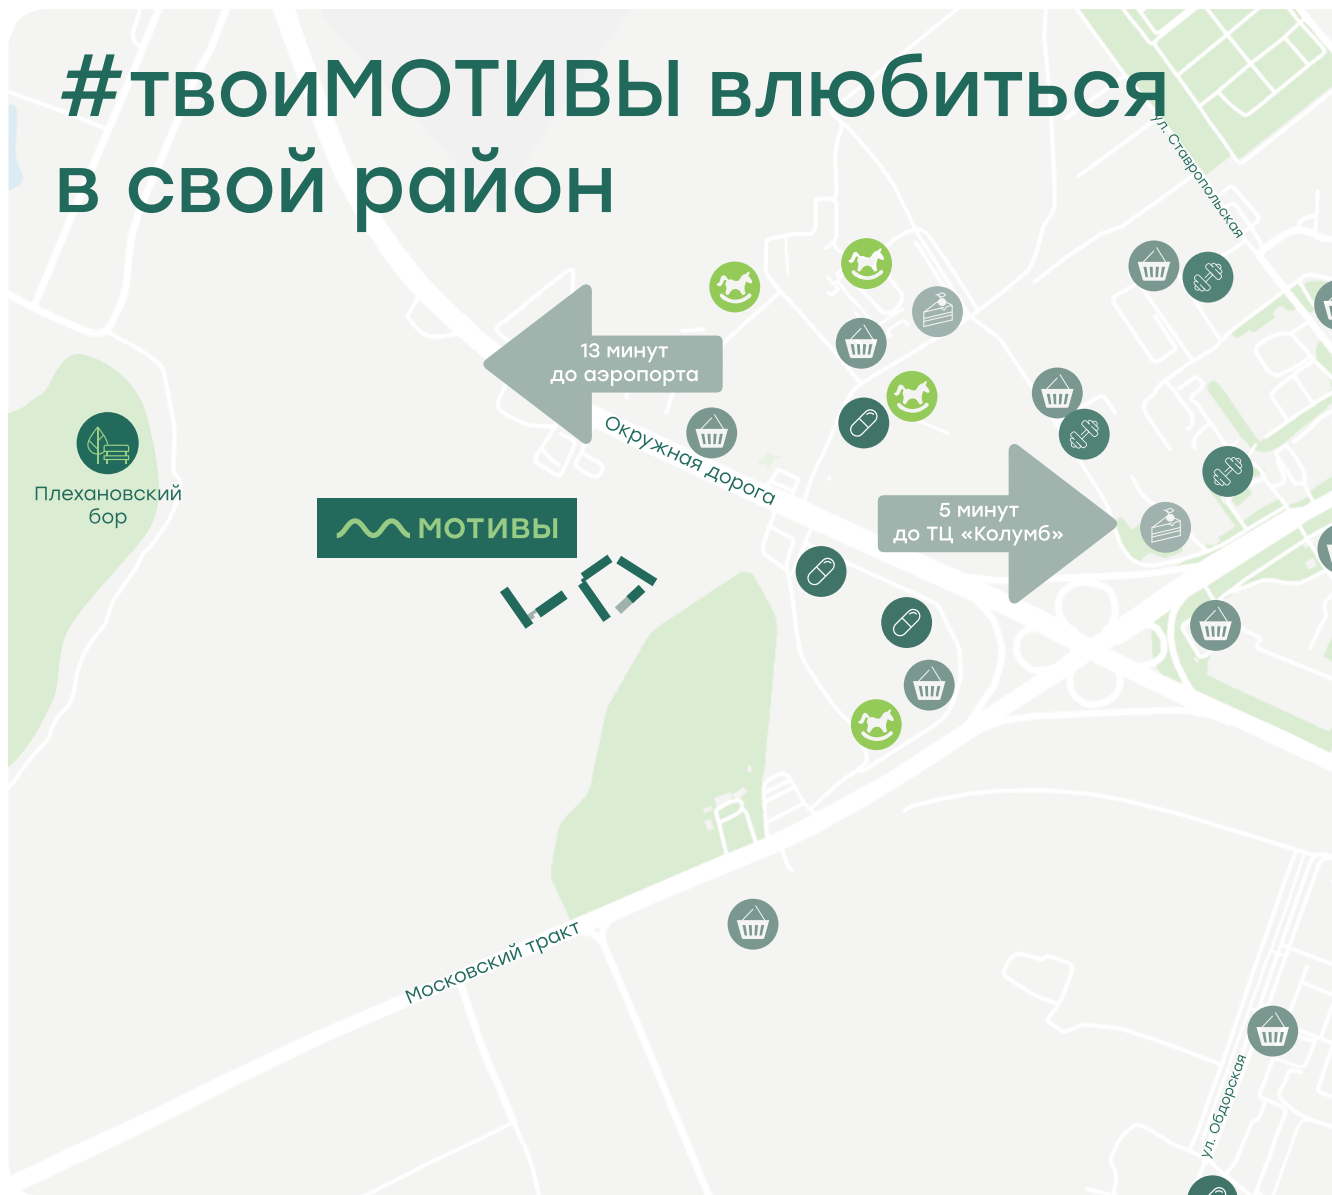 #твоиМОТИВЫ влюбиться
в свой район
ул. Ставропольская
13 минут
до аэропорта
Окружная дорога
Плехановский
бор
МОТИВЫ
5 минут
до ТЦ «Колумб»
Московский тракт
ул. Обдорская